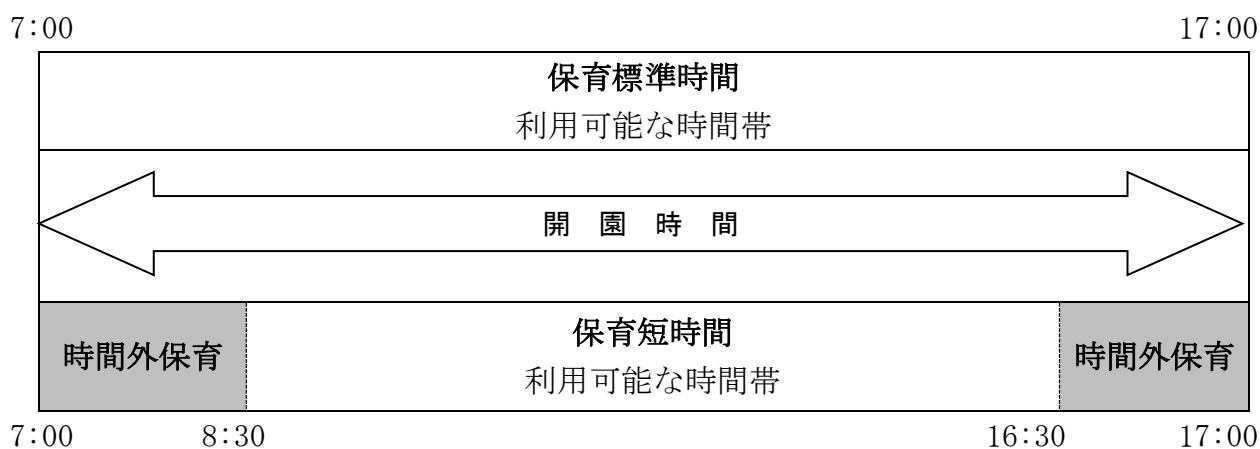 7:00 17:00
保育標準時間
利用可能な時間帯
開 園 時 間
時間外保育
保育短時間
利用可能な時間帯
時間外保育
7:00 8:30 16:30 17:00